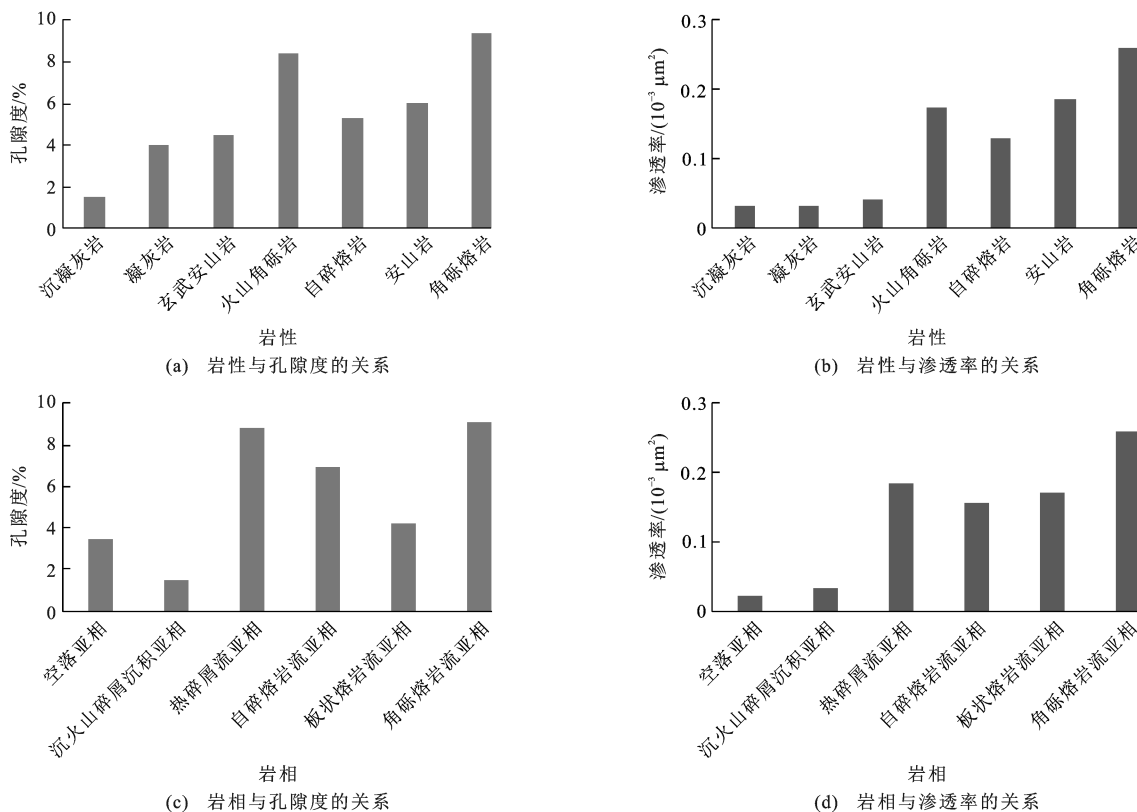 10
8
6
4
2
0
孔隙度/%
沉凝灰岩
凝灰岩
玄武安山岩
火山角砾岩
自碎熔岩
安山岩
角砾熔岩
岩性
(a) 岩性与孔隙度的关系
0.3
0.2
0.1
0
渗透率/(10⁻³ μm²)
沉凝灰岩
凝灰岩
玄武安山岩
火山角砾岩
自碎熔岩
安山岩
角砾熔岩
岩性
(b) 岩性与渗透率的关系
10
8
6
4
2
0
孔隙度/%
空落亚相
沉火山碎屑沉积亚相
热碎屑流亚相
自碎熔岩流亚相
板状熔岩流亚相
角砾熔岩流亚相
岩相
(c) 岩相与孔隙度的关系
0.3
0.2
0.1
0
渗透率/(10⁻³ μm²)
空落亚相
沉火山碎屑沉积亚相
热碎屑流亚相
自碎熔岩流亚相
板状熔岩流亚相
角砾熔岩流亚相
岩相
(d) 岩相与渗透率的关系